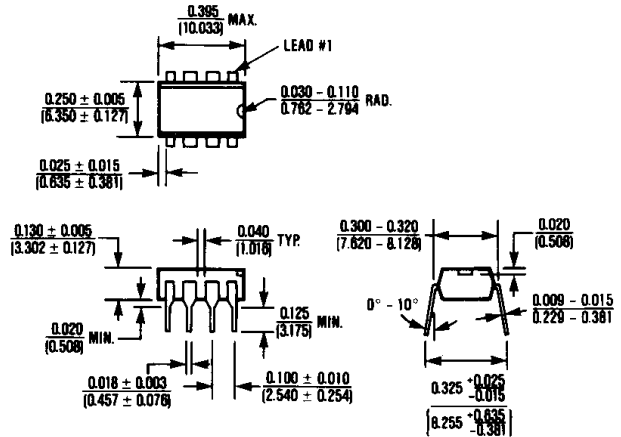 0.395
(10.033)
MAX.
LEAD #1
0.250 ± 0.005
(6.350 ± 0.127)
0.030 – 0.110
0.762 – 2.794
RAD.
0.025 ± 0.015
(0.635 ± 0.381)
0.130 ± 0.005
(3.302 ± 0.127)
0.040
(1.016)
TYP.
0.300 – 0.320
(7.620 – 8.128)
0.020
(0.508)
0.020
(0.508)
MIN.
0.125
(3.175)
MIN.
0° – 10°
0.009 – 0.015
0.229 – 0.381
0.018 ± 0.003
(0.457 ± 0.076)
0.100 ± 0.010
(2.540 ± 0.254)
0.325 +0.025
-0.015
(8.255 +0.635
-0.381)